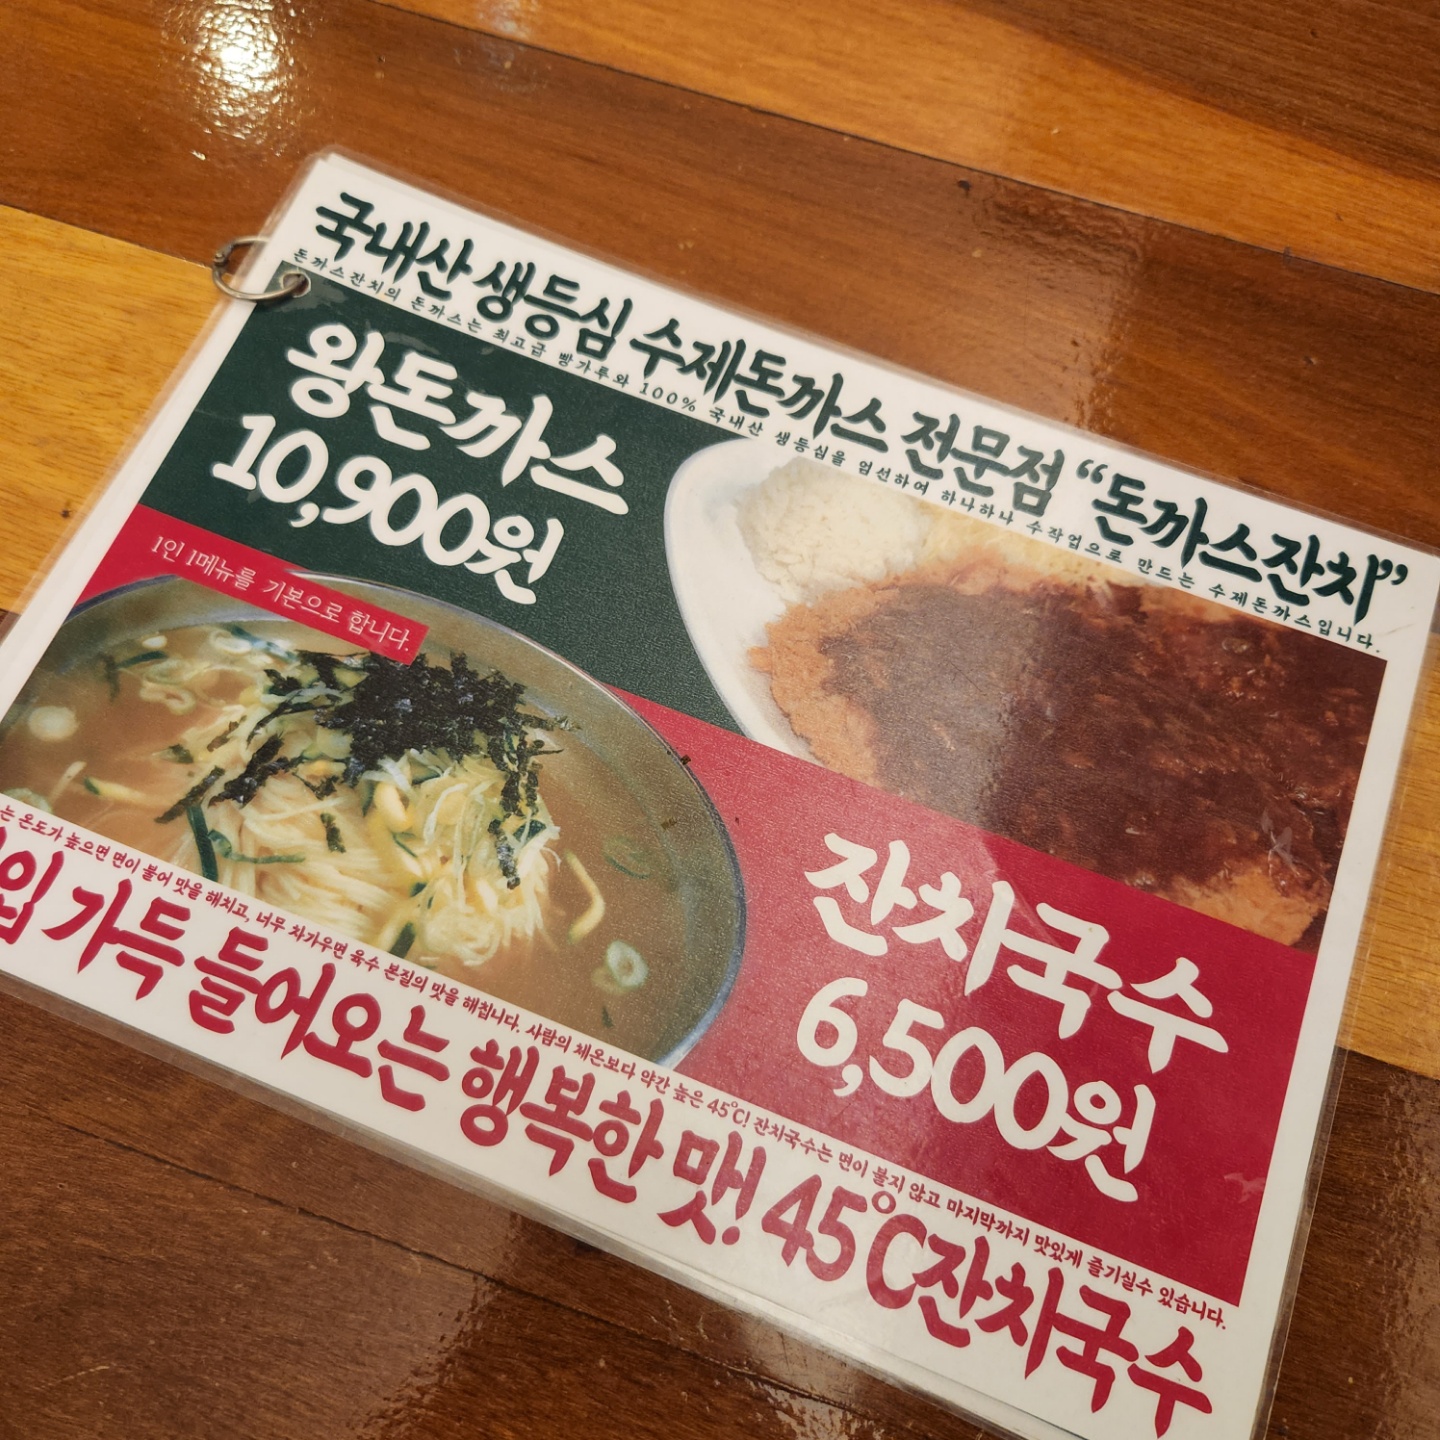 국내산 생등심 수제돈까스 전문점 “돈까스잔치”
돈까스잔치의 돈까스는 최고급 빵가루와 100% 국내산 생등심을 엄선하여 하나하나 수작업으로 만드는 수제돈까스입니다.
왕돈까스
10,900원
1인 1메뉴를 기본으로 합니다.
잔치국수
6,500원
는 온도가 높으면 면이 불어 맛을 해치고, 너무 차가우면 육수 본질의 맛을 해칩니다. 사람의 체온보다 약간 높은 45℃! 잔치국수는 면이 불지 않고 마지막까지 맛있게 즐기실수 있습니다.
입 가득 들어오는 행복한 맛! 45℃잔치국수